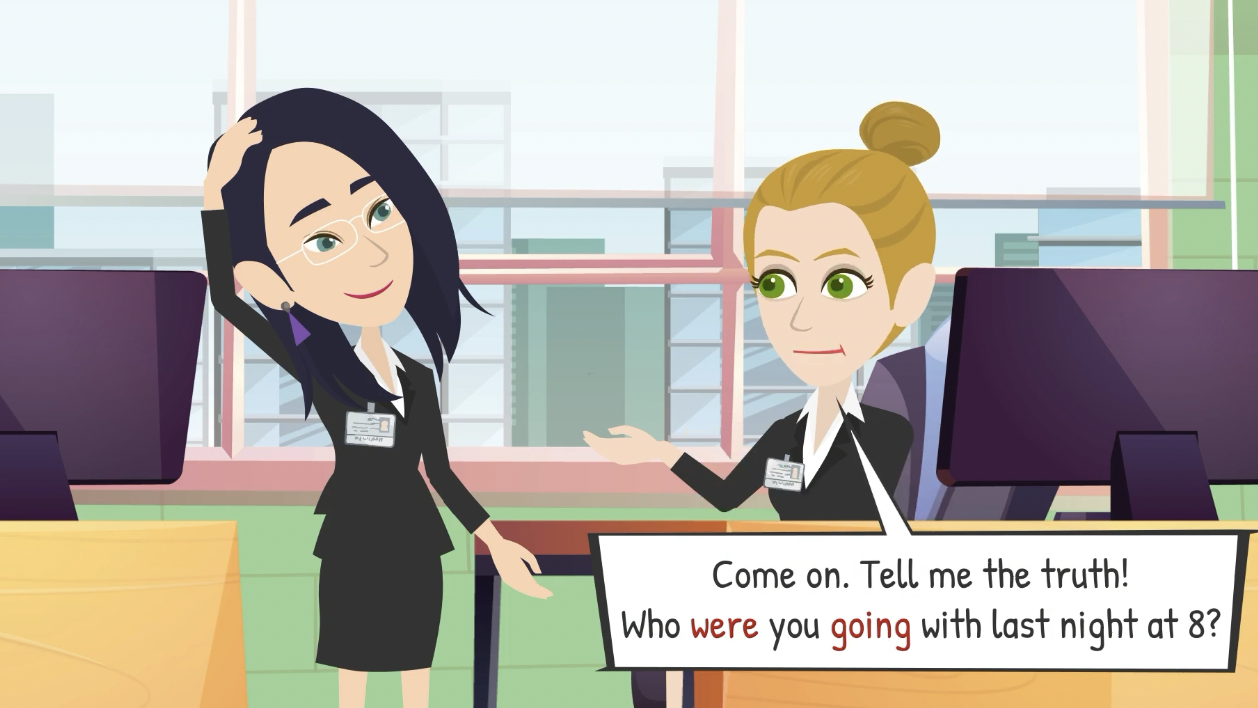 Come on. Tell me the truth!
Who were you going with last night at 8?